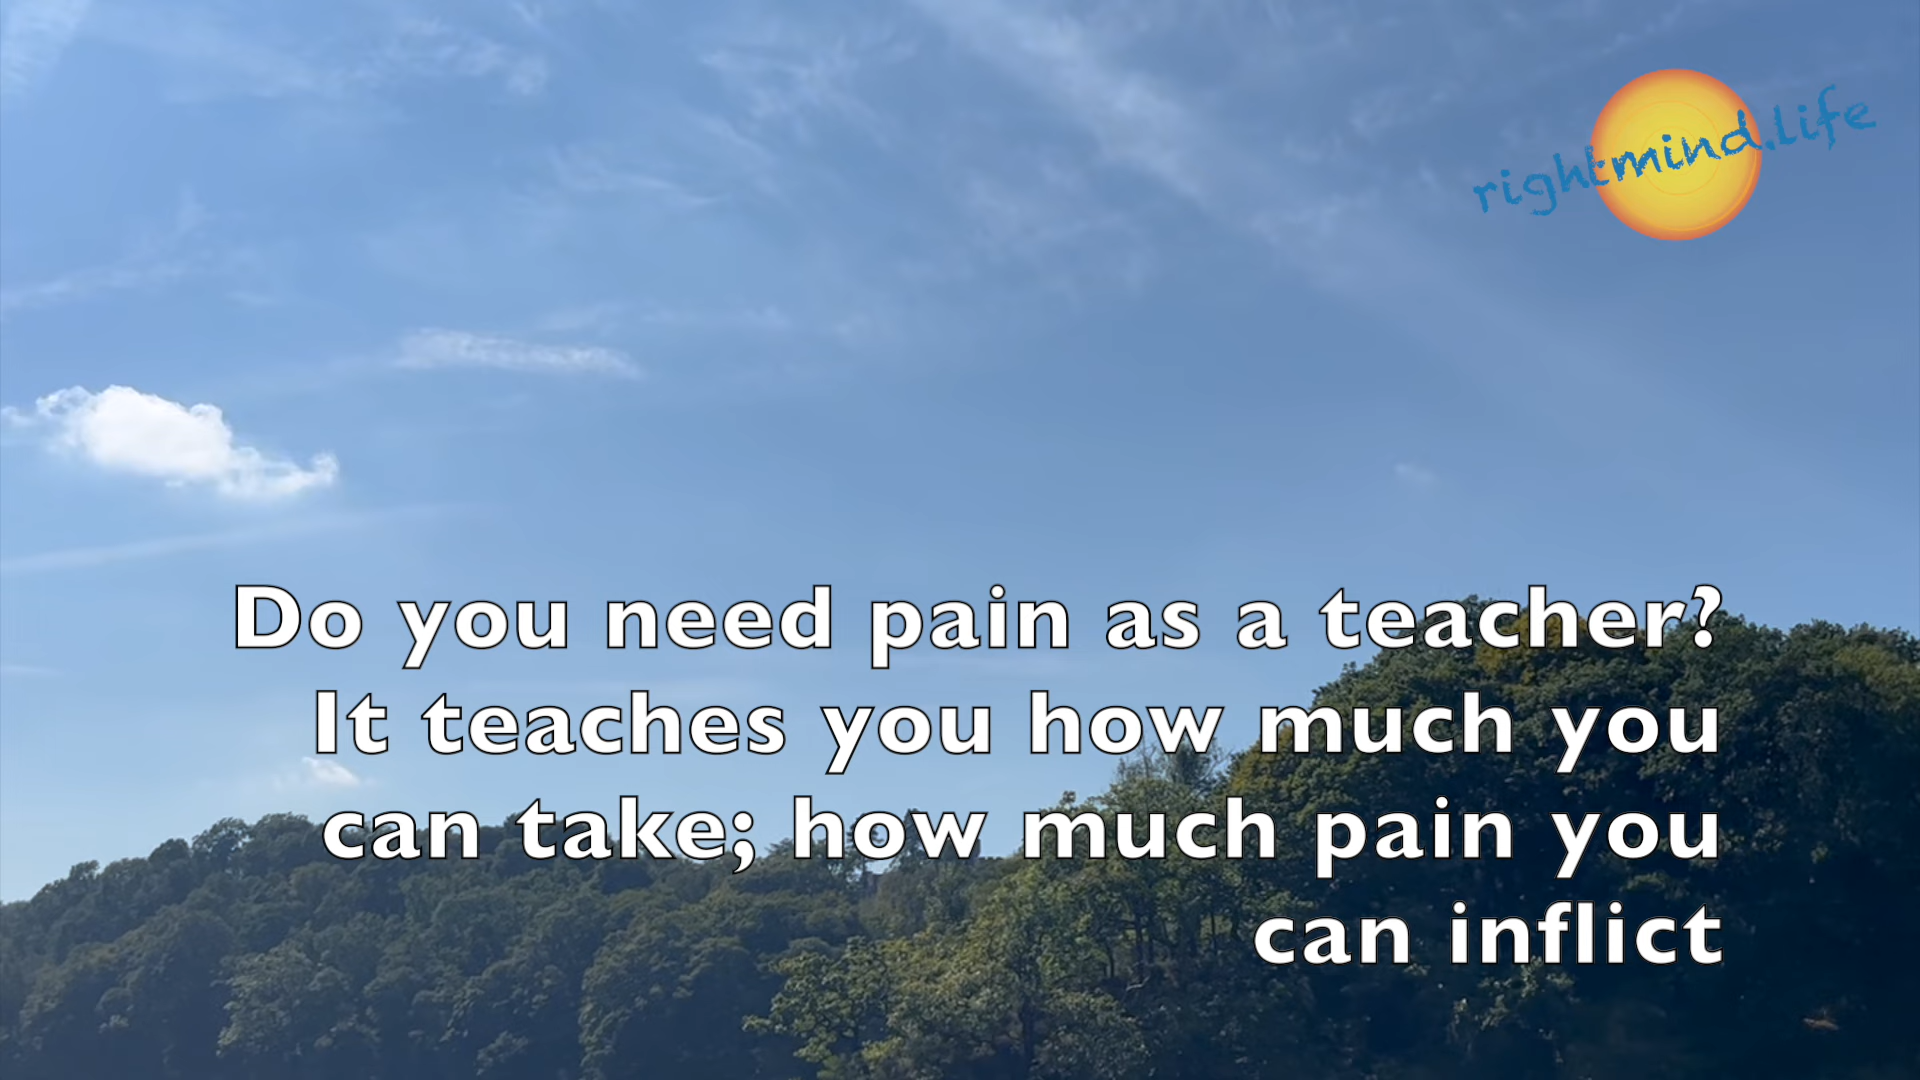 rightmind.life
Do you need pain as a teacher?
It teaches you how much you
can take; how much pain you
can inflict